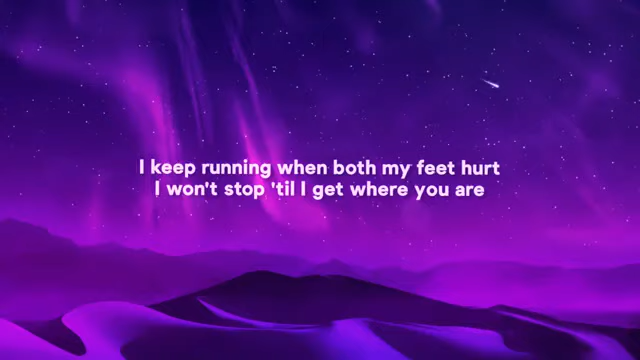 I keep running when both my feet hurt
I won't stop 'til I get where you are